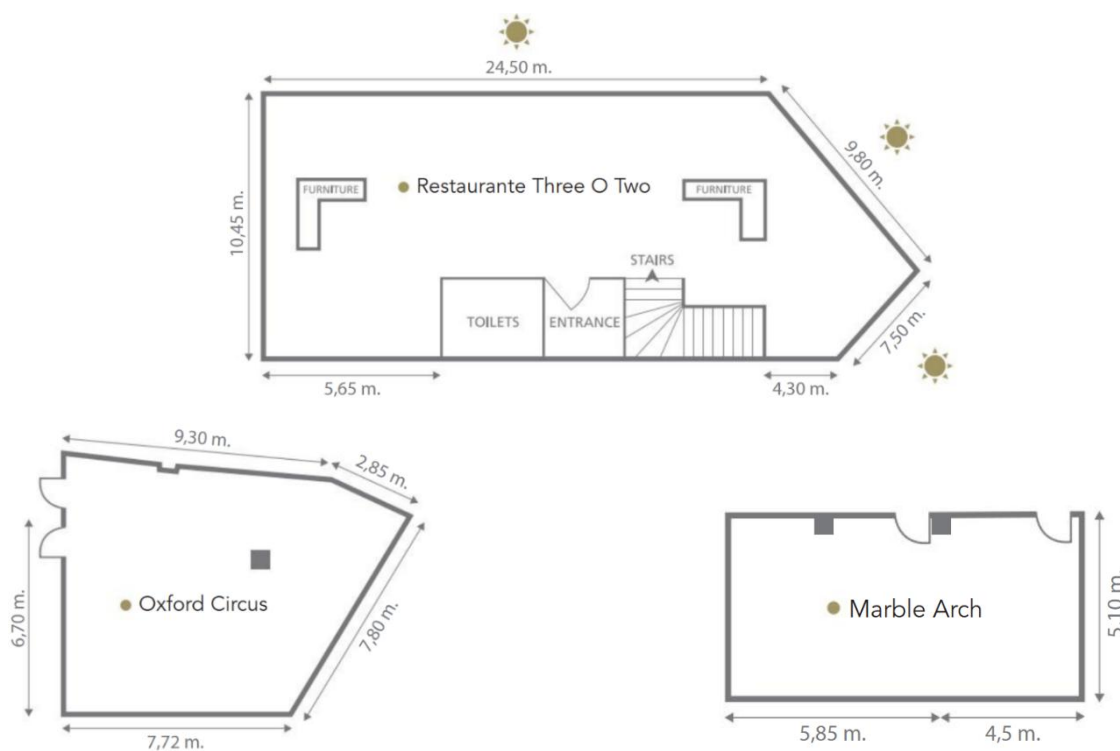 24,50 m.
9,80 m.
10,45 m.
FURNITURE
Restaurante Three O Two
FURNITURE
STAIRS
TOILETS
ENTRANCE
7,50 m.
5,65 m.
4,30 m.
9,30 m.
2,85 m.
6,70 m.
Oxford Circus
7,80 m.
7,72 m.
Marble Arch
5,10 m.
5,85 m.
4,5 m.